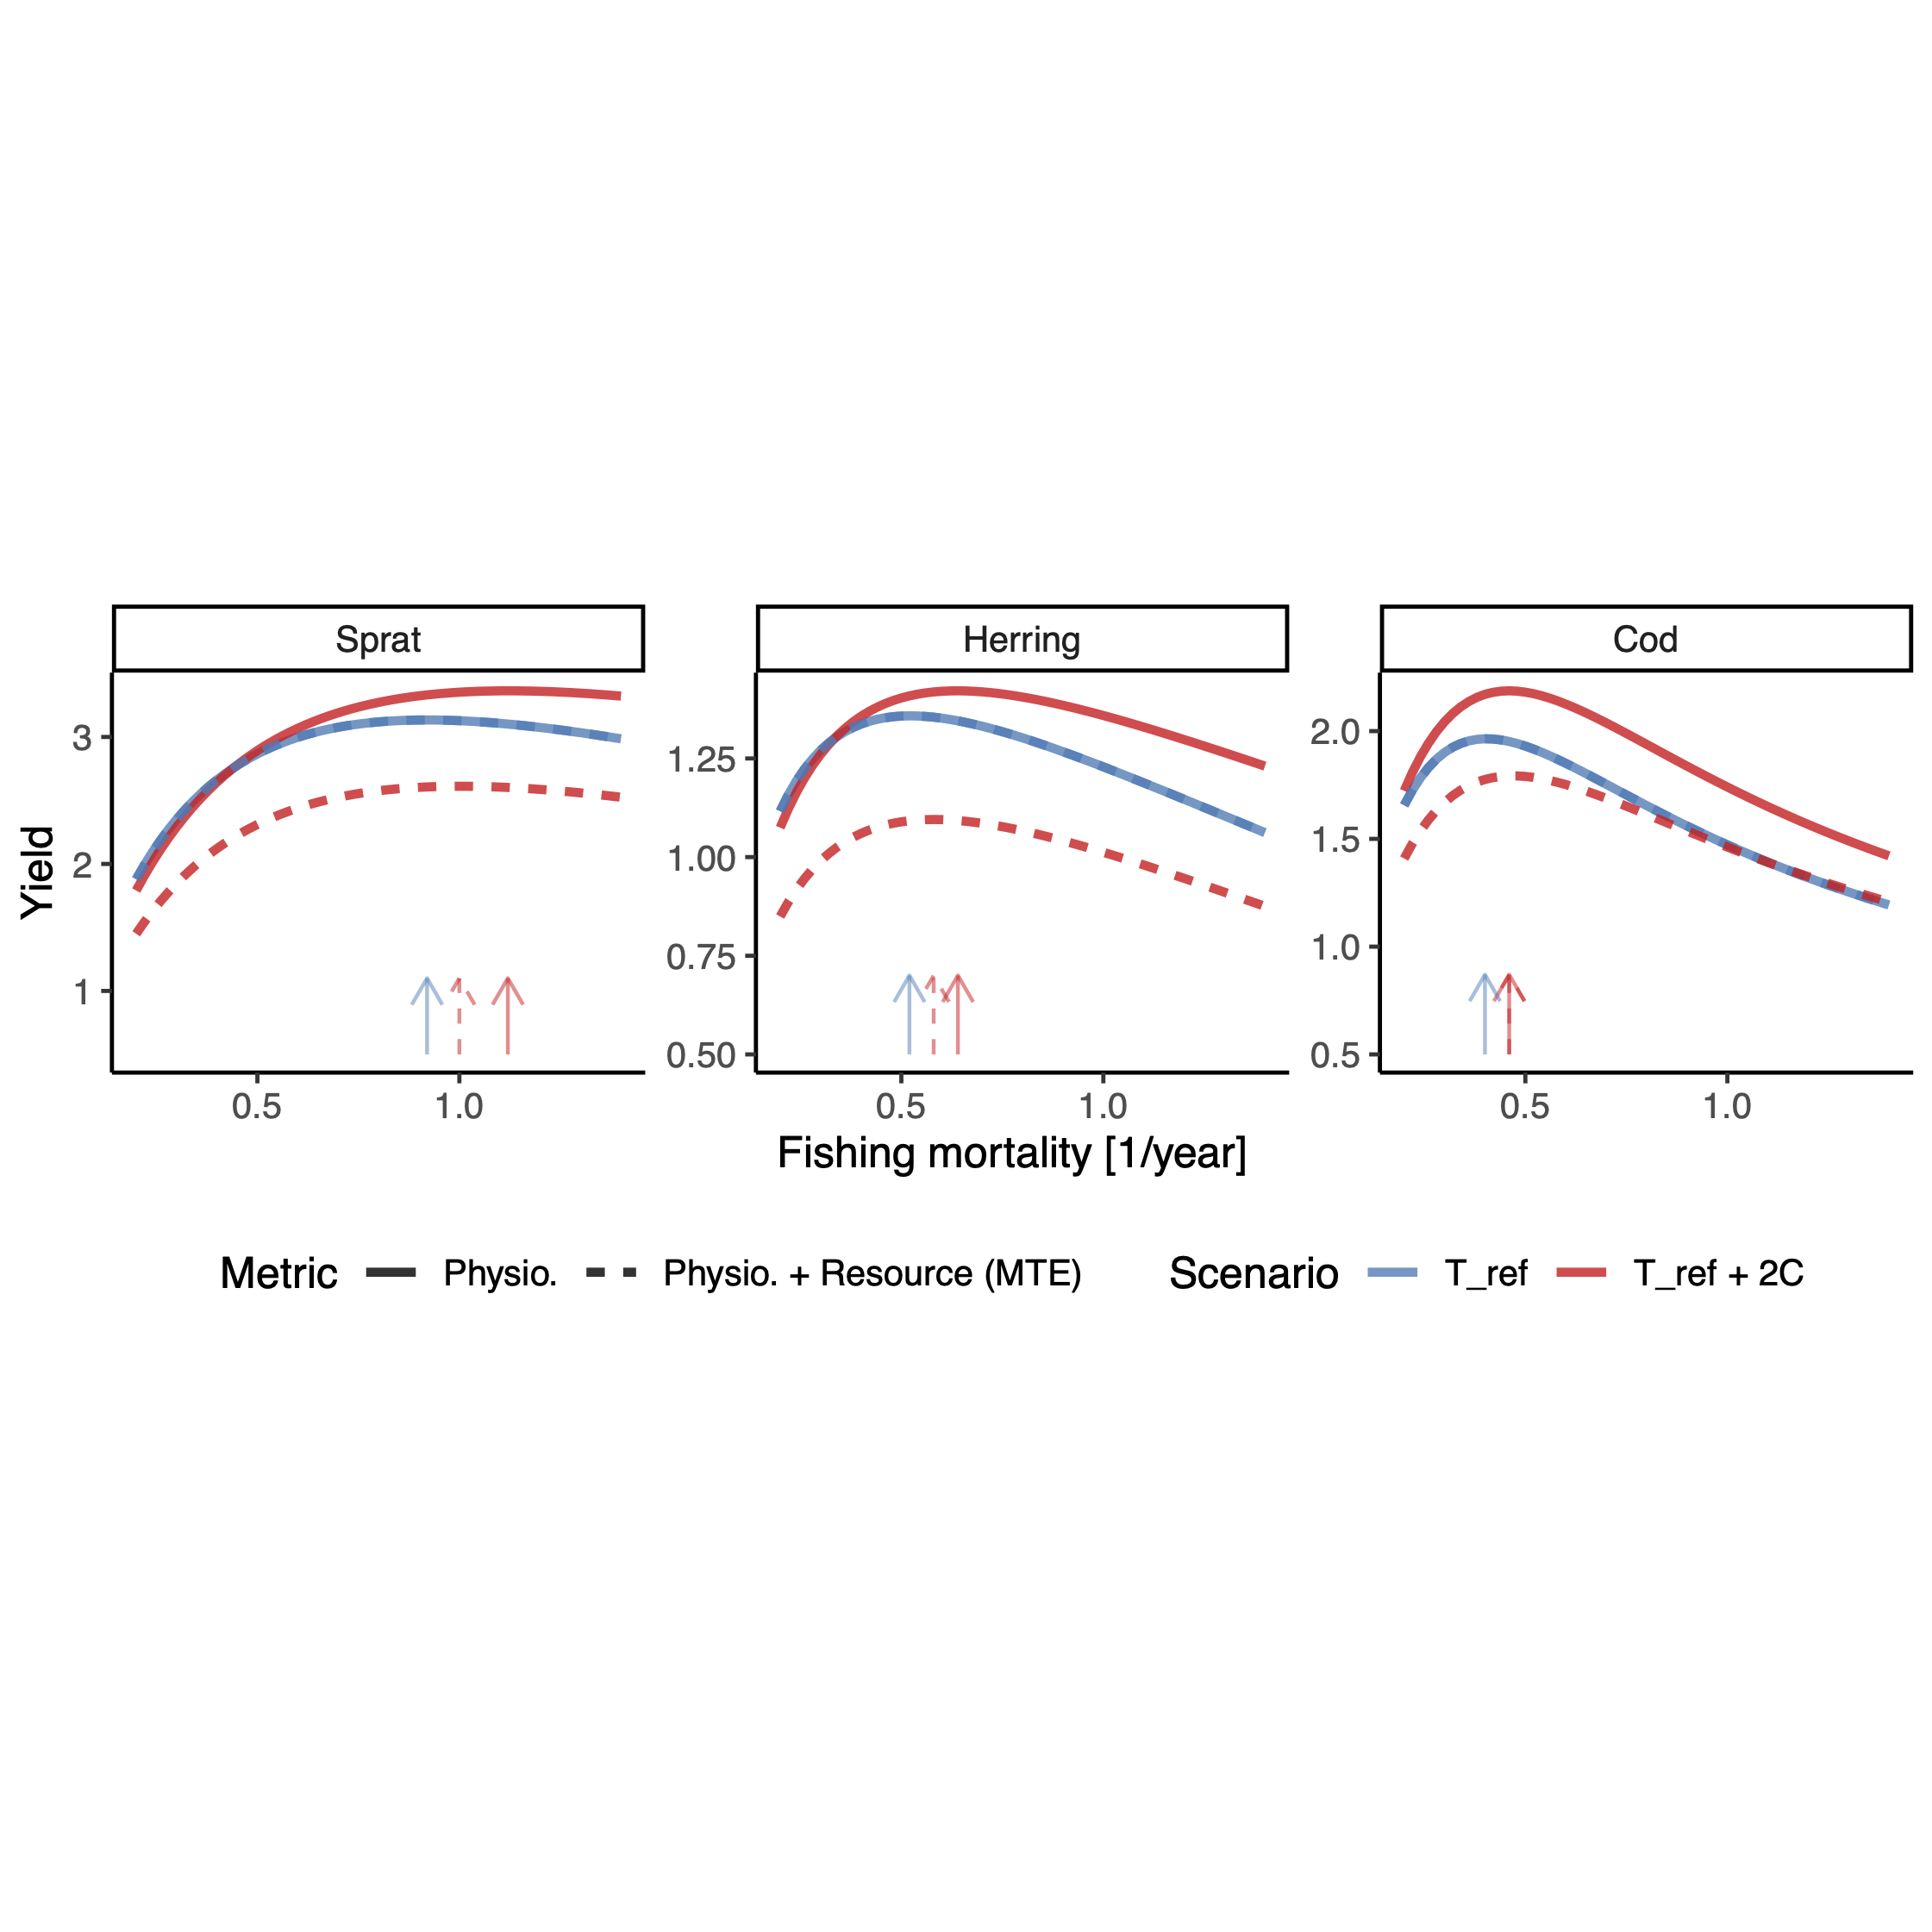 Sprat
Herring
Cod
Yield
3
2
1
1.25
1.00
0.75
0.50
2.0
1.5
1.0
0.5
0.5 1.0
0.5 1.0
0.5 1.0
Fishing mortality [1/year]
Metric Physio. Physio. + Resource (MTE) Scenario T_ref T_ref + 2C